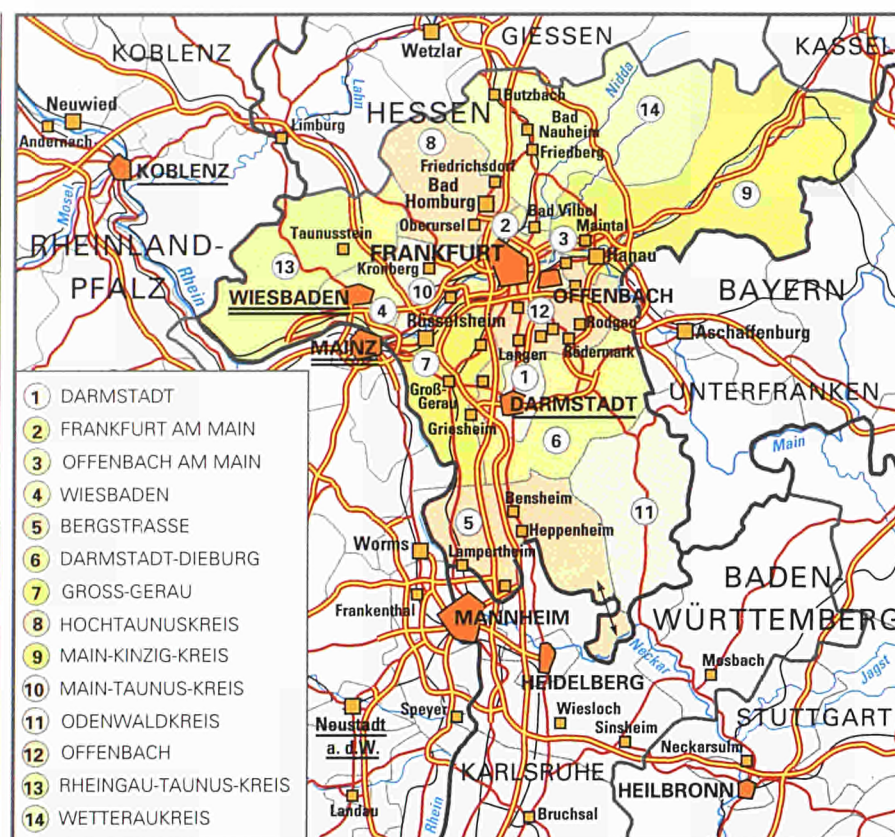 KOBLENZ
Wetzlar
GIESSEN
KASSEL
Neuwied
Andernach
KOBLENZ
Mosel
Lahn
Limburg
HESSEN
8
Butzbach
Bad
Nauheim
Friedberg
Nidda
14
9
Friedrichsdorf
Bad
Homburg
Oberursel
2
Bad Vilbel
3
Maintal
Hanau
RHEINLAND-
PFALZ
Rhein
Taunusstein
13
FRANKFURT
Kronberg
WIESBADEN
10
4
OFFENBACH
12
Rodgau
BAYERN
Aschaffenburg
MAINZ
Rüsselsheim
Langen
Rödermark
7
Groß-
Gerau
1
DARMSTADT
Griesheim
6
UNTERFRANKEN
Main
5
Bensheim
Heppenheim
11
Worms
Lampertheim
Frankenthal
MANNHEIM
BADEN-
WÜRTTEMBERG
Neckar
HEIDELBERG
Mosbach
Jagst
Neustadt
a. d.W.
Speyer
Wiesloch
Sinsheim
STUTTGART
Neckarsulm
KARLSRUHE
HEILBRONN
Landau
Rhein
Bruchsal
1 DARMSTADT
2 FRANKFURT AM MAIN
3 OFFENBACH AM MAIN
4 WIESBADEN
5 BERGSTRASSE
6 DARMSTADT-DIEBURG
7 GROSS-GERAU
8 HOCHTAUNUSKREIS
9 MAIN-KINZIG-KREIS
10 MAIN-TAUNUS-KREIS
11 ODENWALDKREIS
12 OFFENBACH
13 RHEINGAU-TAUNUS-KREIS
14 WETTERAUKREIS